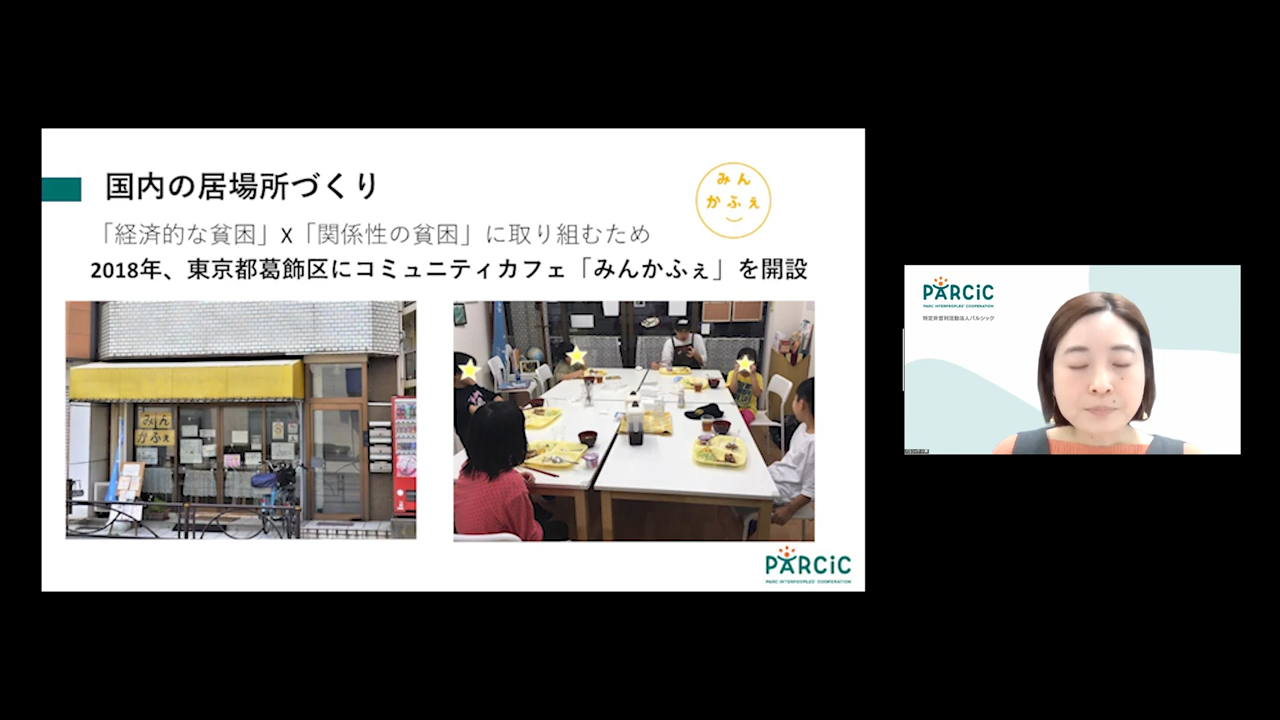 国内の居場所づくり
みん
かふぇ
「経済的な貧困」X「関係性の貧困」に取り組むため
2018年、東京都葛飾区にコミュニティカフェ「みんかふぇ」を開設
みん
かふぇ
PARCiC
PARC INTERPEOPLES' COOPERATION
PARCiC
PARC INTERPEOPLES' COOPERATION
特定非営利活動法人パルシック